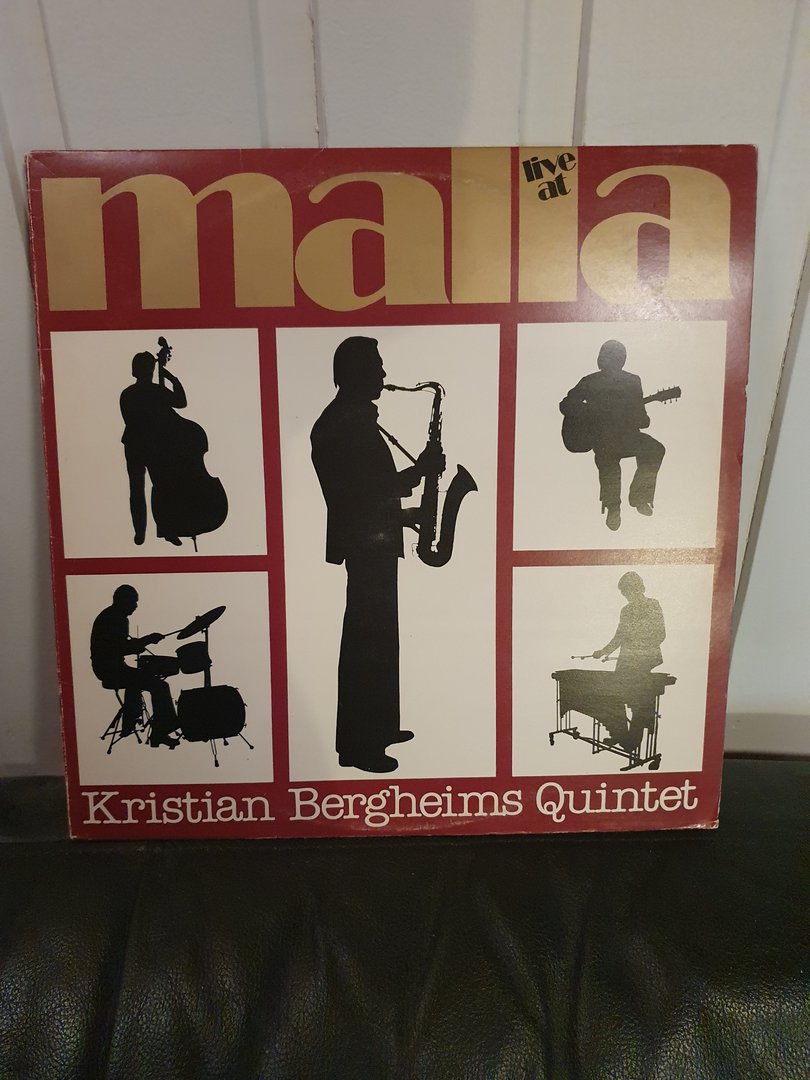 malla
live
at
Kristian Bergheims Quintet